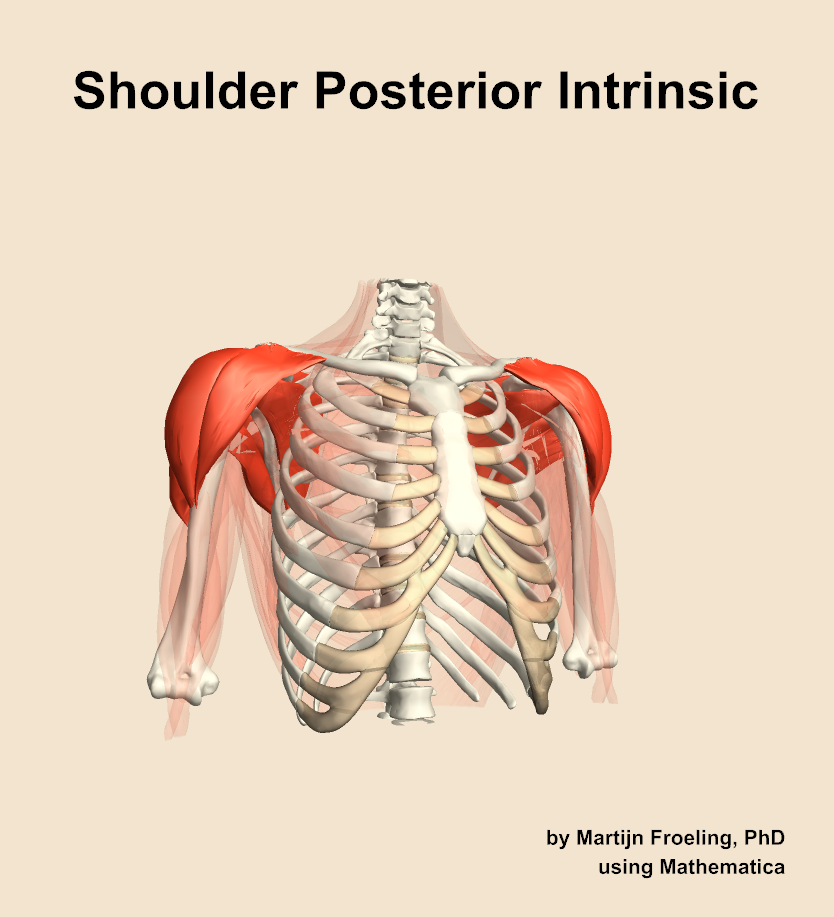 Shoulder Posterior Intrinsic
by Martijn Froeling, PhD
using Mathematica